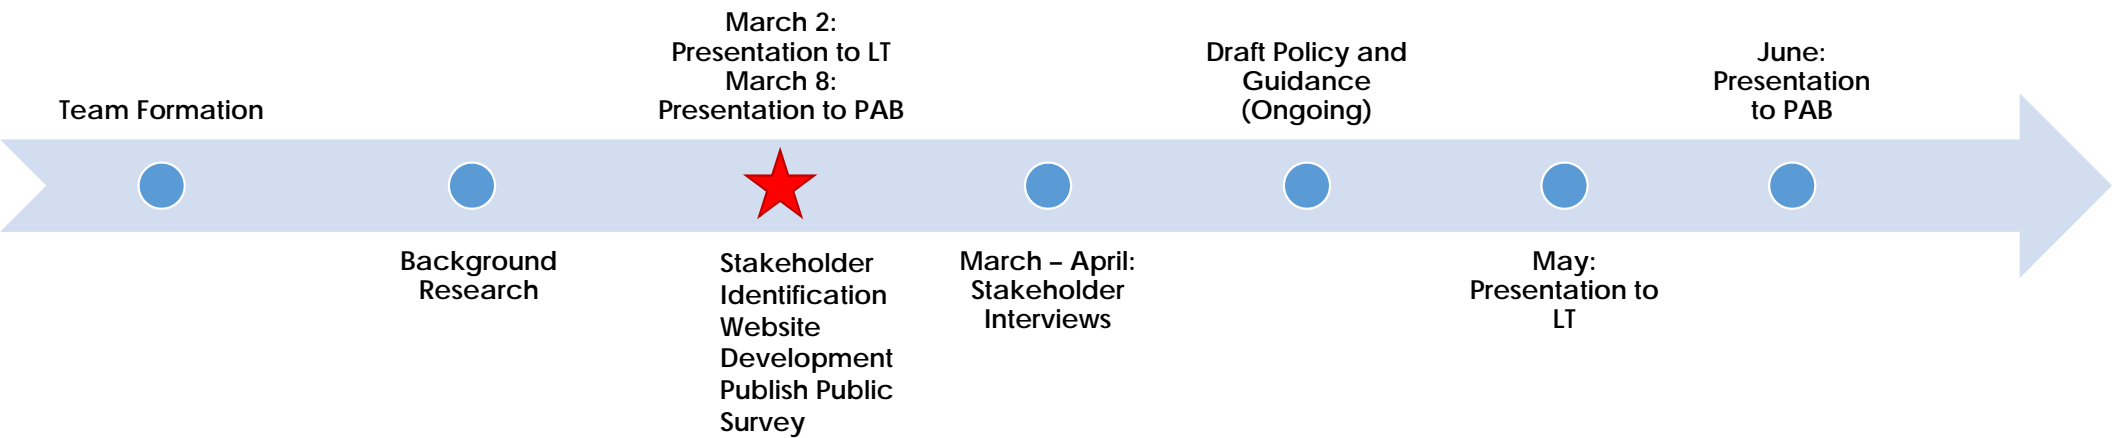 Team Formation
Background
Research
March 2:
Presentation to LT
March 8:
Presentation to PAB
Stakeholder
Identification
Website
Development
Publish Public
Survey
March – April:
Stakeholder
Interviews
Draft Policy and
Guidance
(Ongoing)
May:
Presentation to
LT
June:
Presentation
to PAB